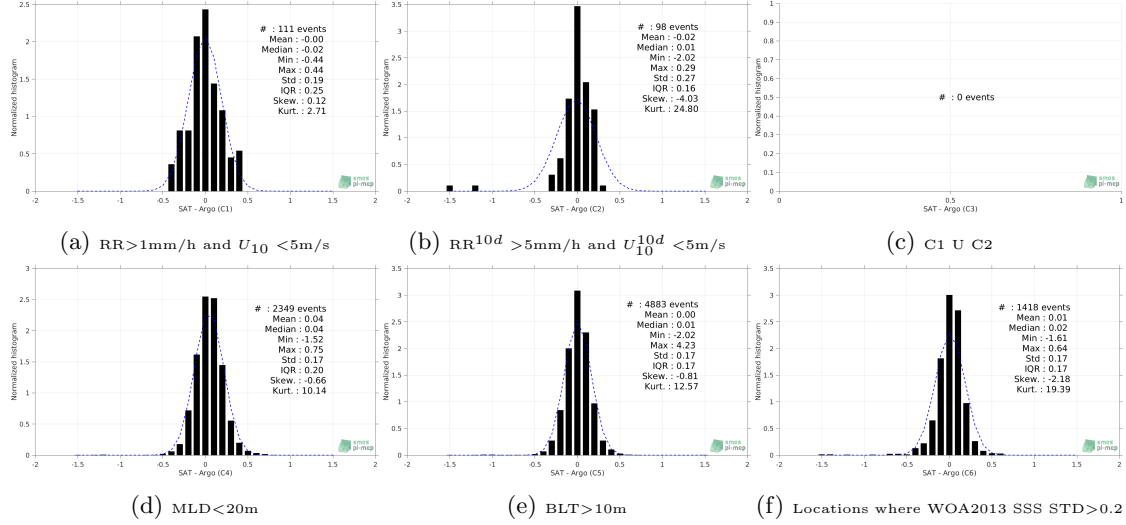 # : 111 events
Mean : -0.00
Median : -0.02
Min : -0.44
Max : 0.44
Std : 0.19
IQR : 0.25
Skew. : 0.12
Kurt. : 2.71
Normalized histogram
2.5
2
1.5
1
0.5
0
-2 -1.5 -1 -0.5 0 0.5 1 1.5 2
SAT - Argo (C1)
smos
pi-mep
(a) RR>1mm/h and U10 <5m/s
# : 98 events
Mean : -0.02
Median : 0.01
Min : -2.02
Max : 0.29
Std : 0.27
IQR : 0.16
Skew. : -4.03
Kurt. : 24.80
Normalized histogram
3.5
3
2.5
2
1.5
1
0.5
0
-2 -1.5 -1 -0.5 0 0.5 1 1.5 2
SAT - Argo (C2)
smos
pi-mep
(b) RR10d >5mm/h and U10d10 <5m/s
# : 0 events
Normalized histogram
1
0.9
0.8
0.7
0.6
0.5
0.4
0.3
0.2
0.1
0
0 0.5 1
SAT - Argo (C3)
smos
pi-mep
(c) C1 U C2
# : 2349 events
Mean : 0.04
Median : 0.04
Min : -1.52
Max : 0.75
Std : 0.17
IQR : 0.20
Skew. : -0.66
Kurt. : 10.14
Normalized histogram
3
2.5
2
1.5
1
0.5
0
-2 -1.5 -1 -0.5 0 0.5 1 1.5 2
SAT - Argo (C4)
smos
pi-mep
(d) MLD<20m
# : 4883 events
Mean : 0.00
Median : 0.01
Min : -2.02
Max : 4.23
Std : 0.17
IQR : 0.17
Skew. : -0.81
Kurt. : 12.57
Normalized histogram
3.5
3
2.5
2
1.5
1
0.5
0
-2 -1.5 -1 -0.5 0 0.5 1 1.5 2
SAT - Argo (C5)
smos
pi-mep
(e) BLT>10m
# : 1418 events
Mean : 0.01
Median : 0.02
Min : -1.61
Max : 0.64
Std : 0.17
IQR : 0.17
Skew. : -2.18
Kurt. : 19.39
Normalized histogram
3.5
3
2.5
2
1.5
1
0.5
0
-2 -1.5 -1 -0.5 0 0.5 1 1.5 2
SAT - Argo (C6)
smos
pi-mep
(f) Locations where WOA2013 SSS STD>0.2